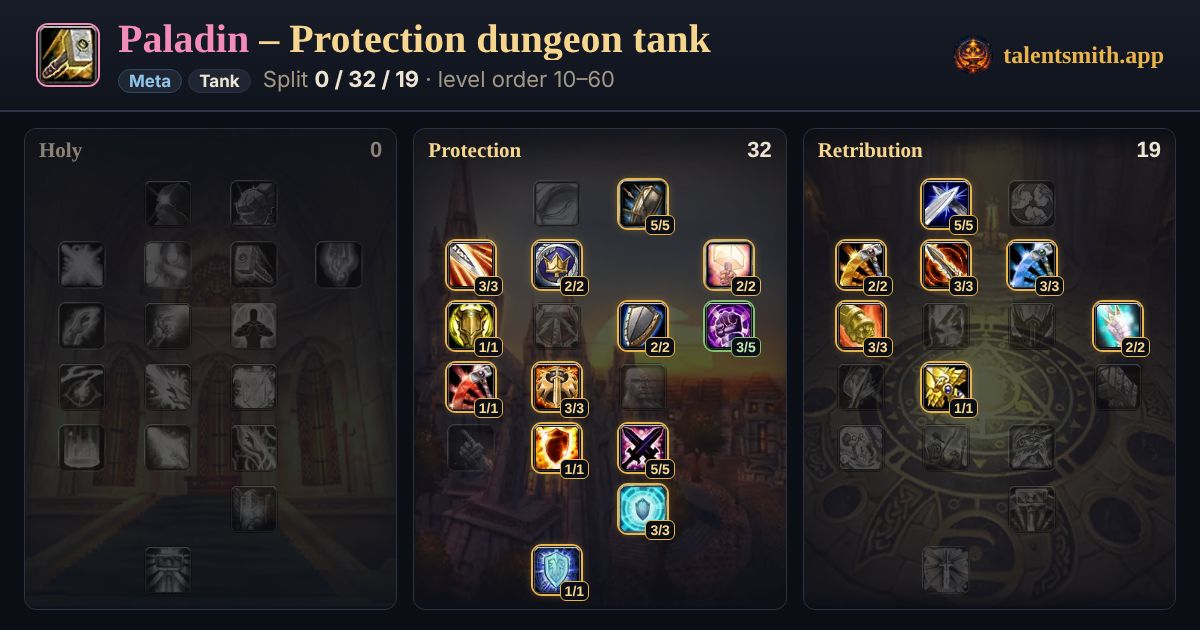 Paladin – Protection dungeon tank
Meta Tank Split 0 / 32 / 19 · level order 10–60
talentsmith.app
Holy 0
Protection 32
5/5
3/3 2/2 2/2
1/1 2/2 3/5
1/1 3/3
1/1 5/5
3/3
1/1
Retribution 19
5/5
2/2 3/3 3/3
3/3 2/2
1/1